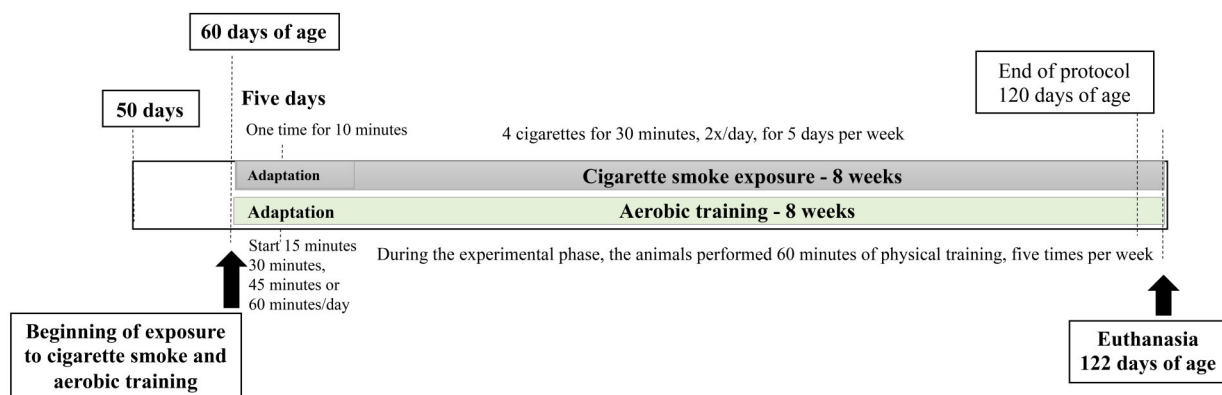 60 days of age
50 days
Five days
One time for 10 minutes
4 cigarettes for 30 minutes, 2x/day, for 5 days per week
End of protocol
120 days of age
Adaptation
Cigarette smoke exposure - 8 weeks
Adaptation
Aerobic training - 8 weeks
Start 15 minutes
30 minutes,
45 minutes or
60 minutes/day
During the experimental phase, the animals performed 60 minutes of physical training, five times per week
Beginning of exposure
to cigarette smoke and
aerobic training
Euthanasia
122 days of age